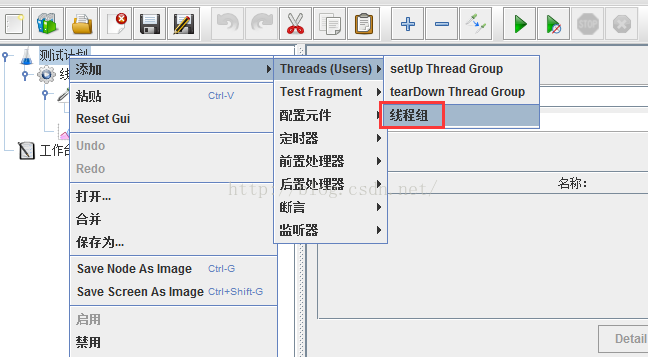 测试计划
线
工作台
添加
粘贴 Ctrl-V
Reset Gui
Undo
Redo
打开...
合并
保存为...
Save Node As Image Ctrl-G
Save Screen As Image Ctrl+Shift-G
启用
禁用
Threads (Users)
Test Fragment
配置元件
定时器
前置处理器
后置处理器
断言
监听器
setUp Thread Group
tearDown Thread Group
线程组
名称:
Detail
http://blog.csdn.net/
STOP